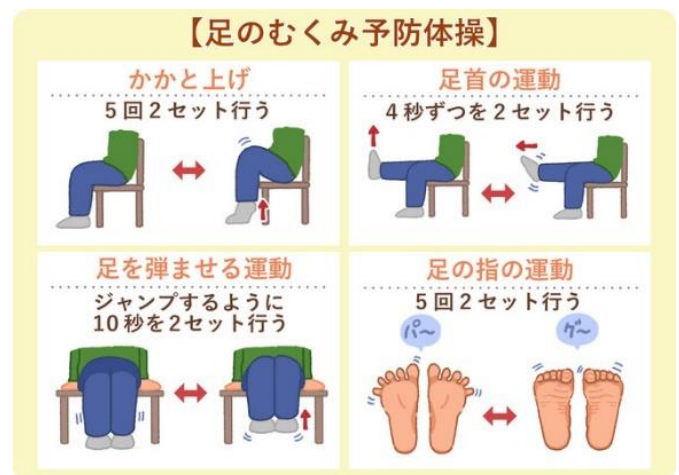 【足のむくみ予防体操】
かかと上げ
5回2セット行う
足首の運動
4秒ずつを2セット行う
足を弾ませる運動
ジャンプするように
10秒を2セット行う
足の指の運動
5回2セット行う
パ～
グ～